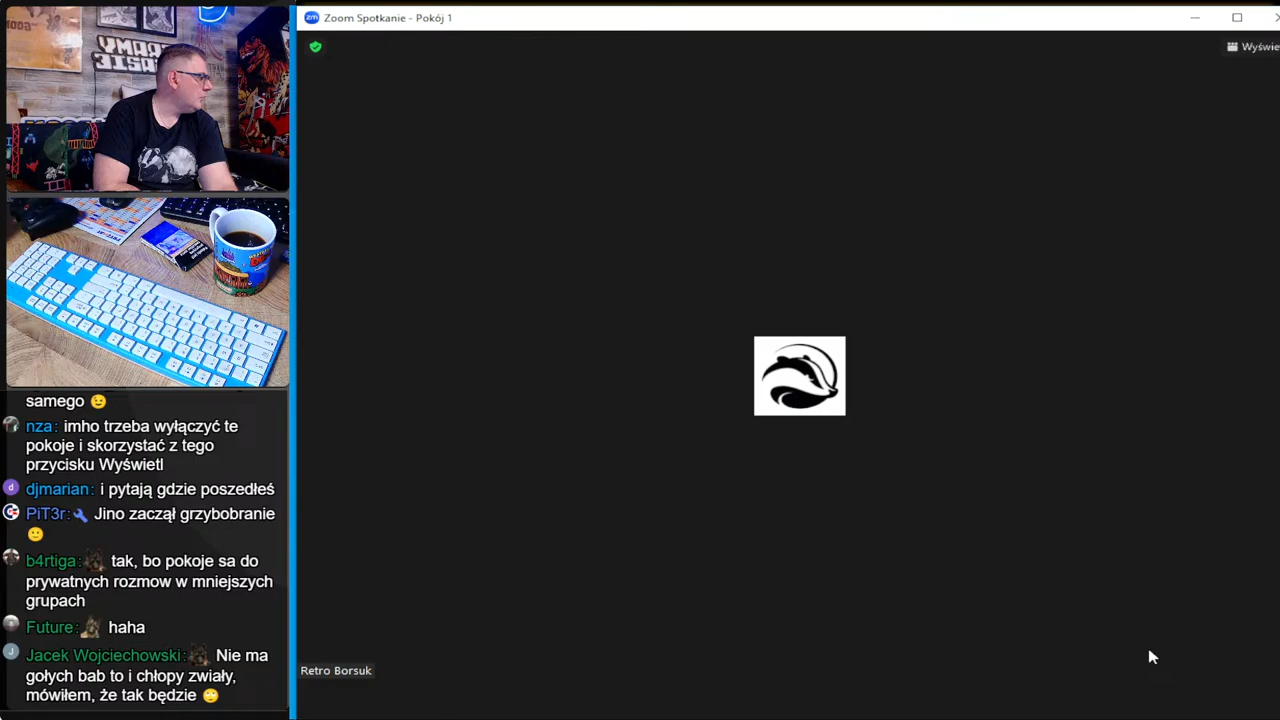 Zoom Spotkanie - Pokój 1
Wyświe
samego 😉
nza: imho trzeba wyłączyć te
pokoje i skorzystać z tego
przycisku Wyświetl
djmarian: i pytają gdzie poszedłeś
PiT3r: Jino zaczął grzybobranie
🙂
b4rtiga: tak, bo pokoje sa do
prywatnych rozmow w mniejszych
grupach
Future: haha
Jacek Wojciechowski: Nie ma
gołych bab to i chłopy zwiały,
mówiłem, że tak będzie 🙄
Retro Borsuk